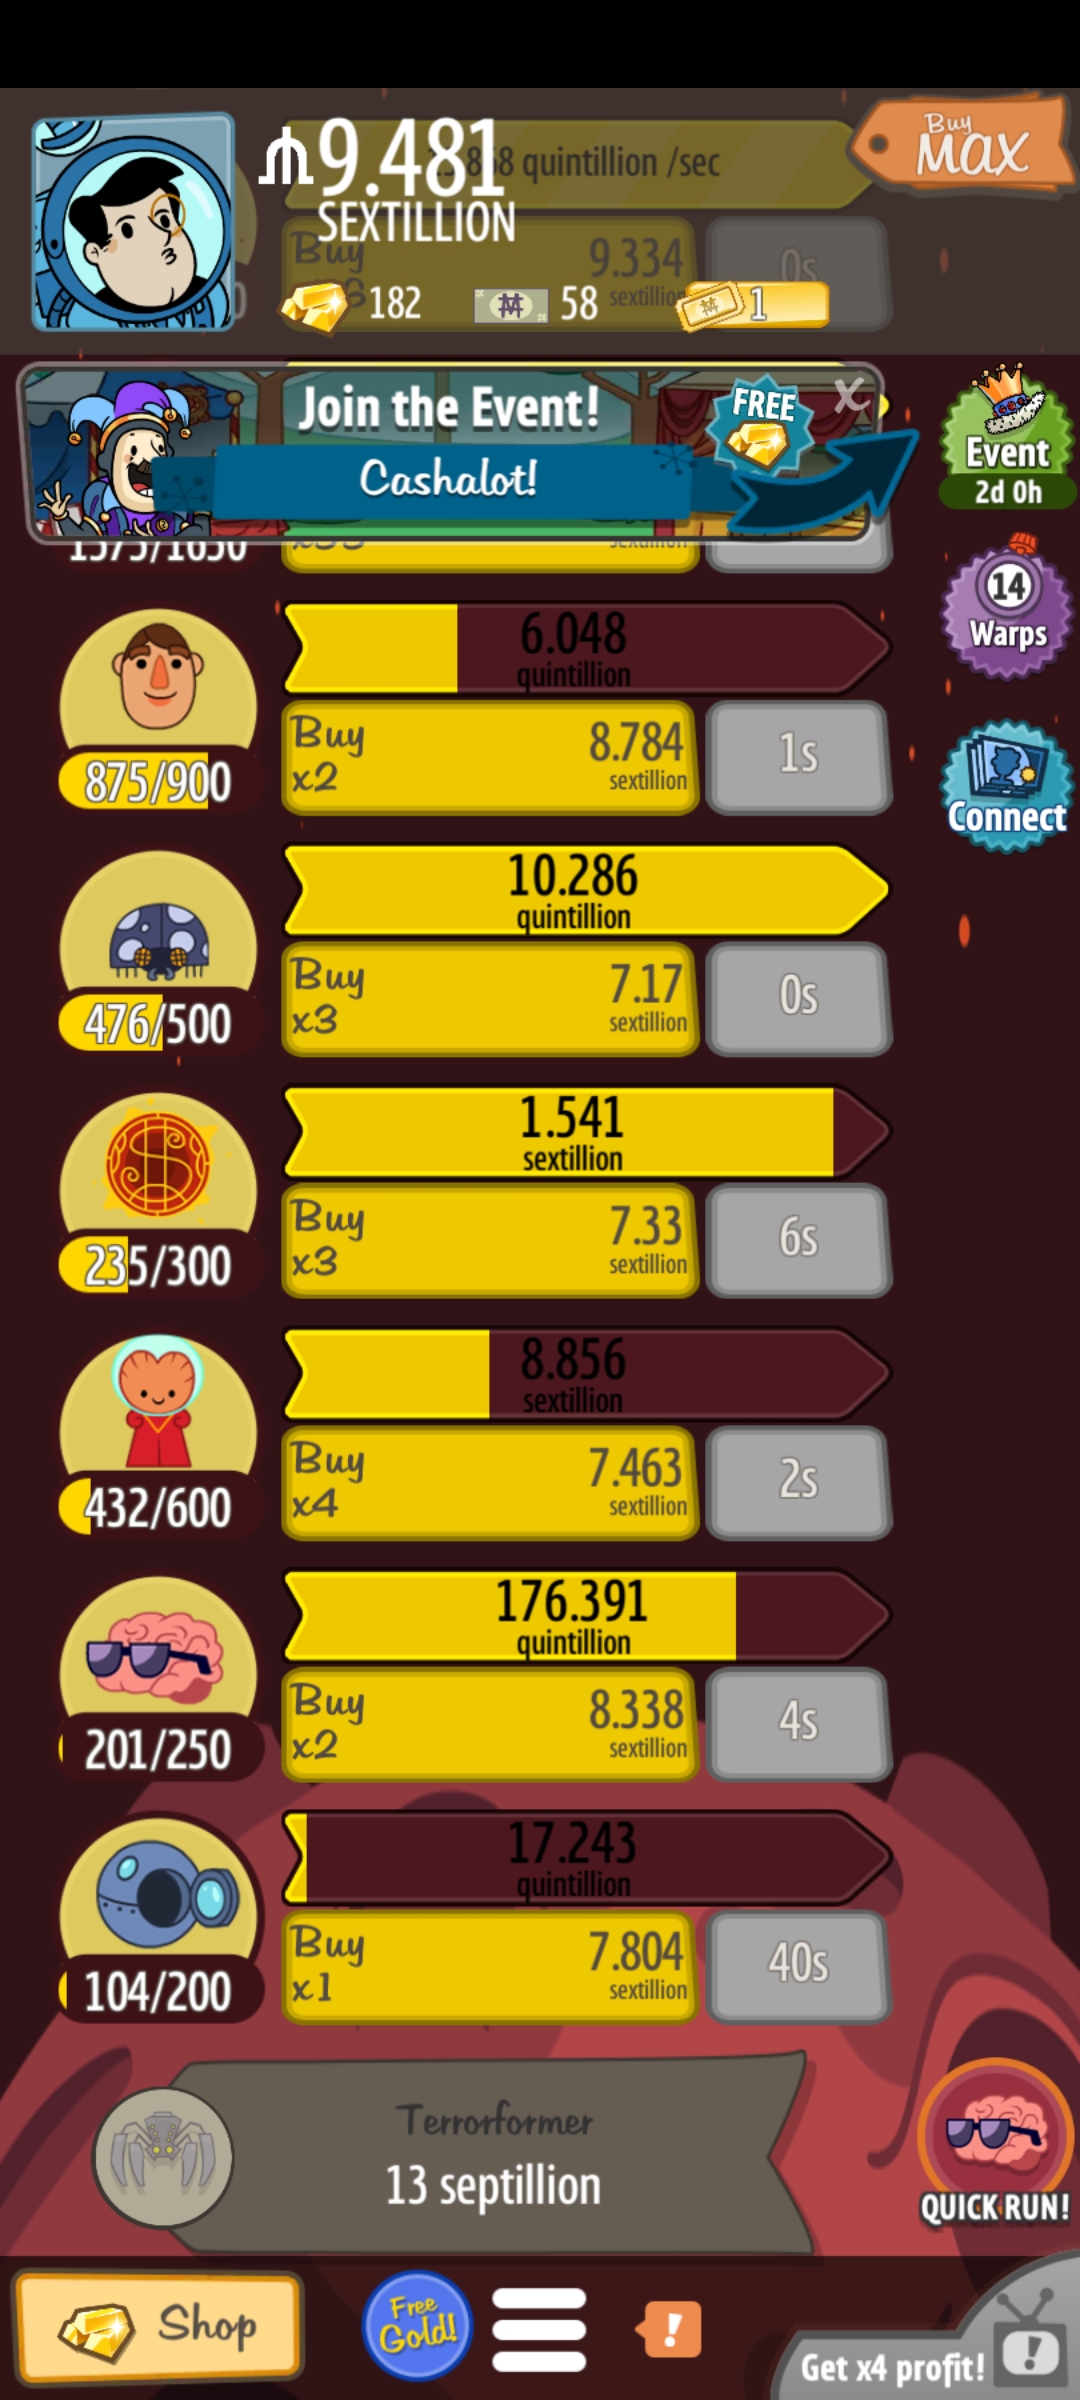 9.481
SEXTILLION
quintillion /sec
Buy
9.334
sextillion
0s
182
58
1
Buy
MAX
Join the Event!
Cashalot!
FREE
X
Event
2d 0h
1575/1650
14
Warps
Connect
6.048
quintillion
Buy
x2
8.784
sextillion
1s
875/900
10.286
quintillion
Buy
x3
7.17
sextillion
0s
476/500
1.541
sextillion
Buy
x3
7.33
sextillion
6s
235/300
8.856
sextillion
Buy
x4
7.463
sextillion
2s
432/600
176.391
quintillion
Buy
x2
8.338
sextillion
4s
201/250
17.243
quintillion
Buy
x1
7.804
sextillion
40s
104/200
Terrorformer
13 septillion
QUICK RUN!
Shop
Free
Gold!
!
Get x4 profit!
!